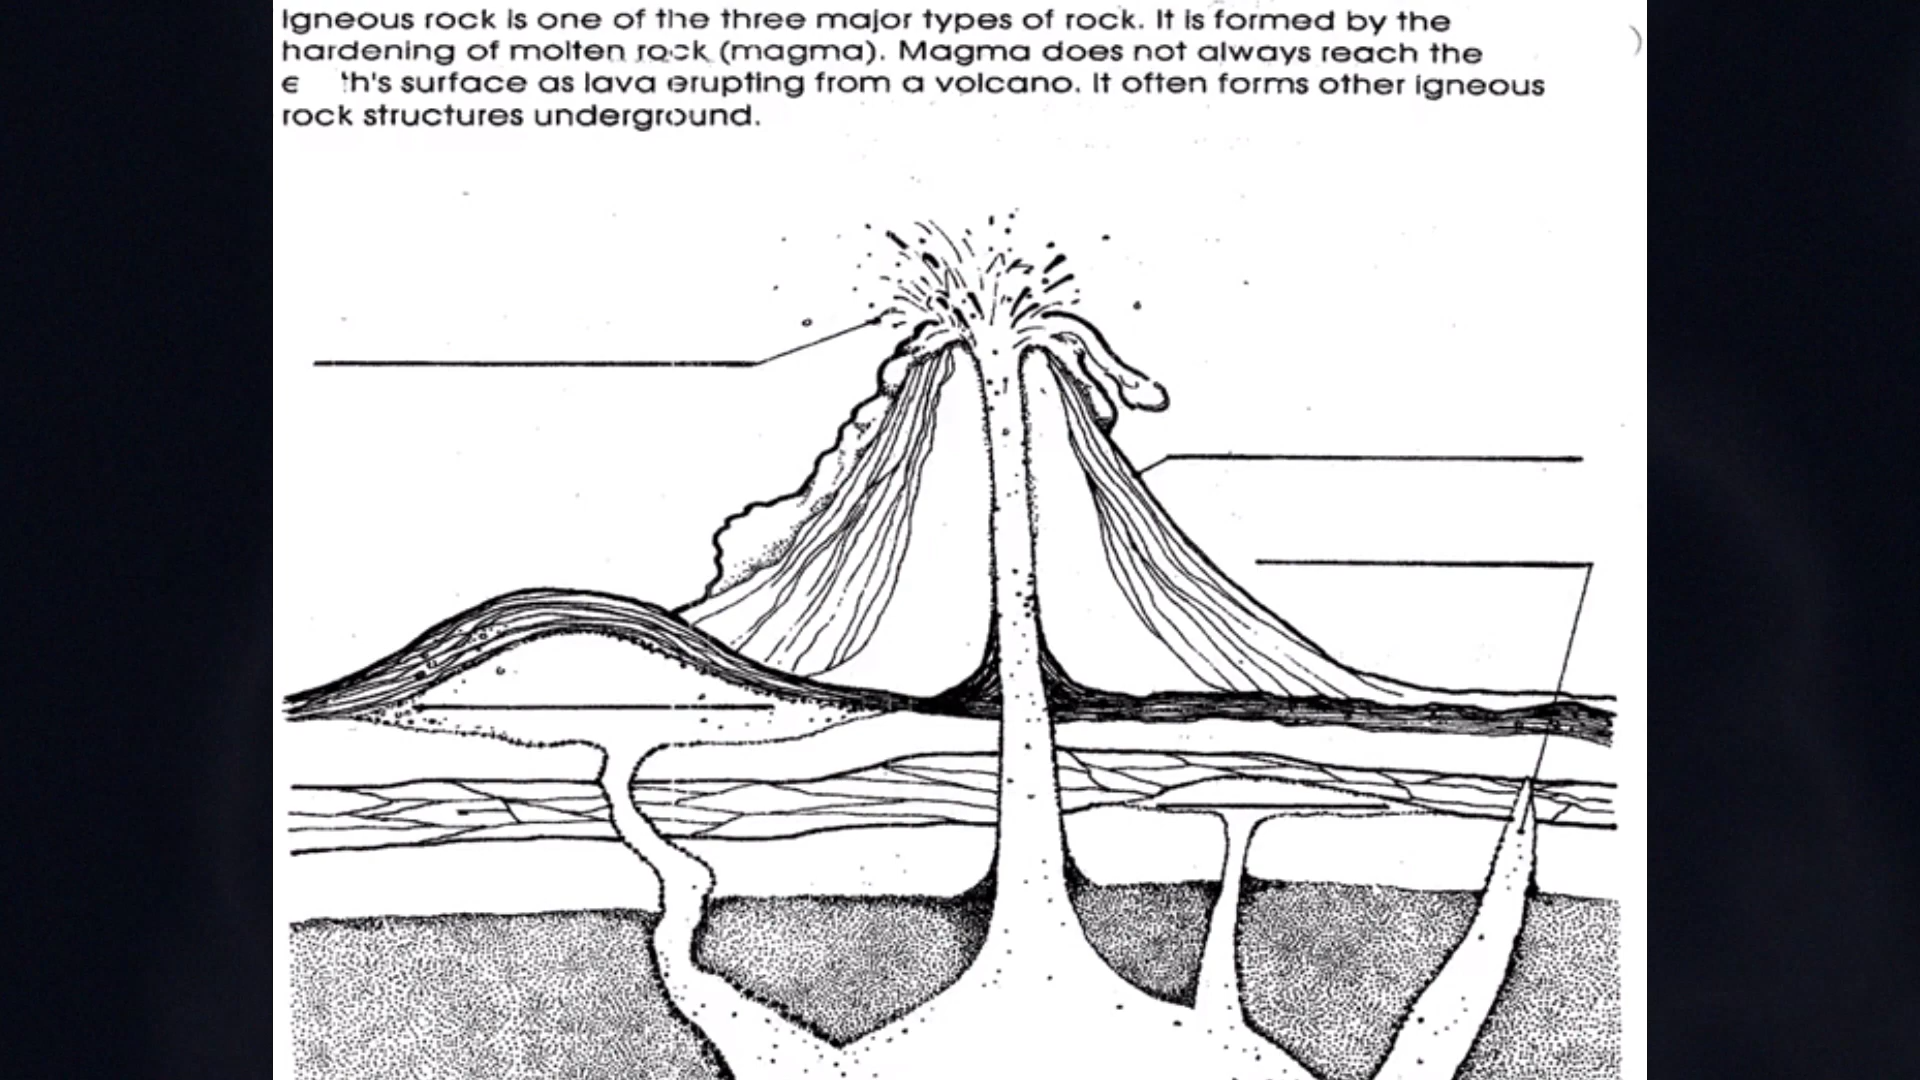 Igneous rock is one of the three major types of rock. It is formed by the
hardening of molten rock (magma). Magma does not always reach the
e th's surface as lava erupting from a volcano. It often forms other igneous
rock structures underground.